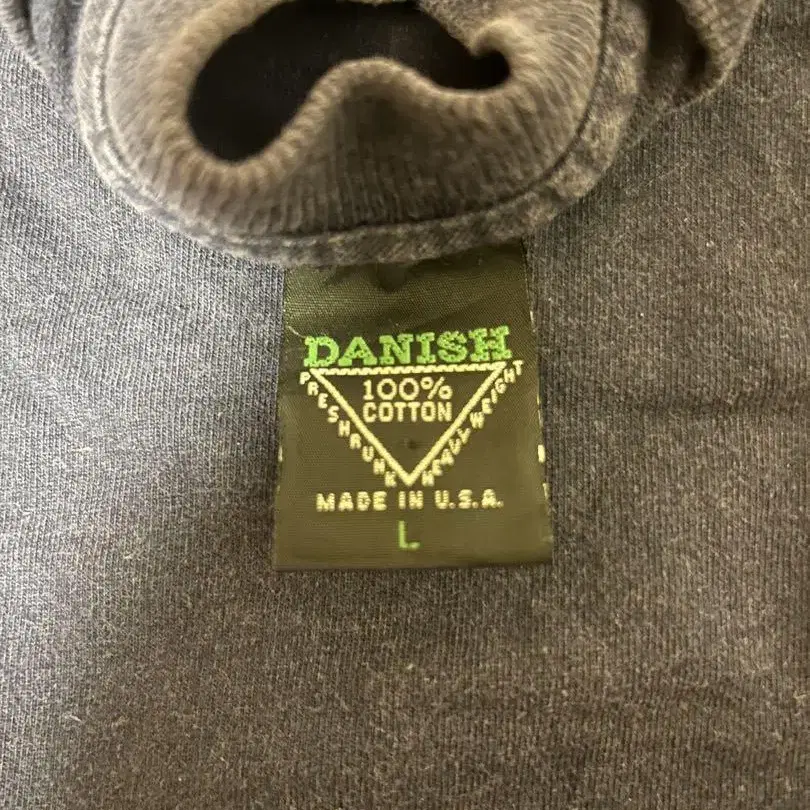 DANISH
100%
COTTON
PRESHRUNK HEAVYWEIGHT
MADE IN U.S.A.
L